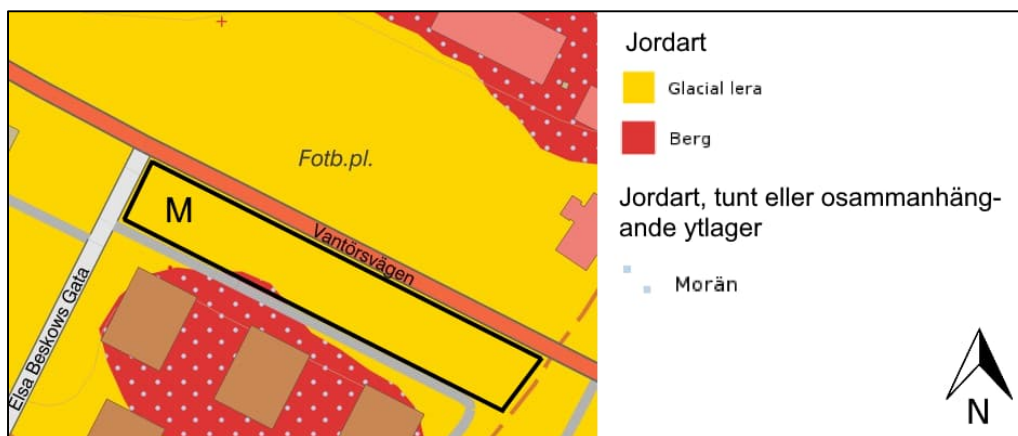 Fotb.pl.
M
Vantörsvägen
Elsa Beskows Gata
Jordart
Glacial lera
Berg
Jordart, tunt eller osammanhäng-
ande ytlager
Morän
N